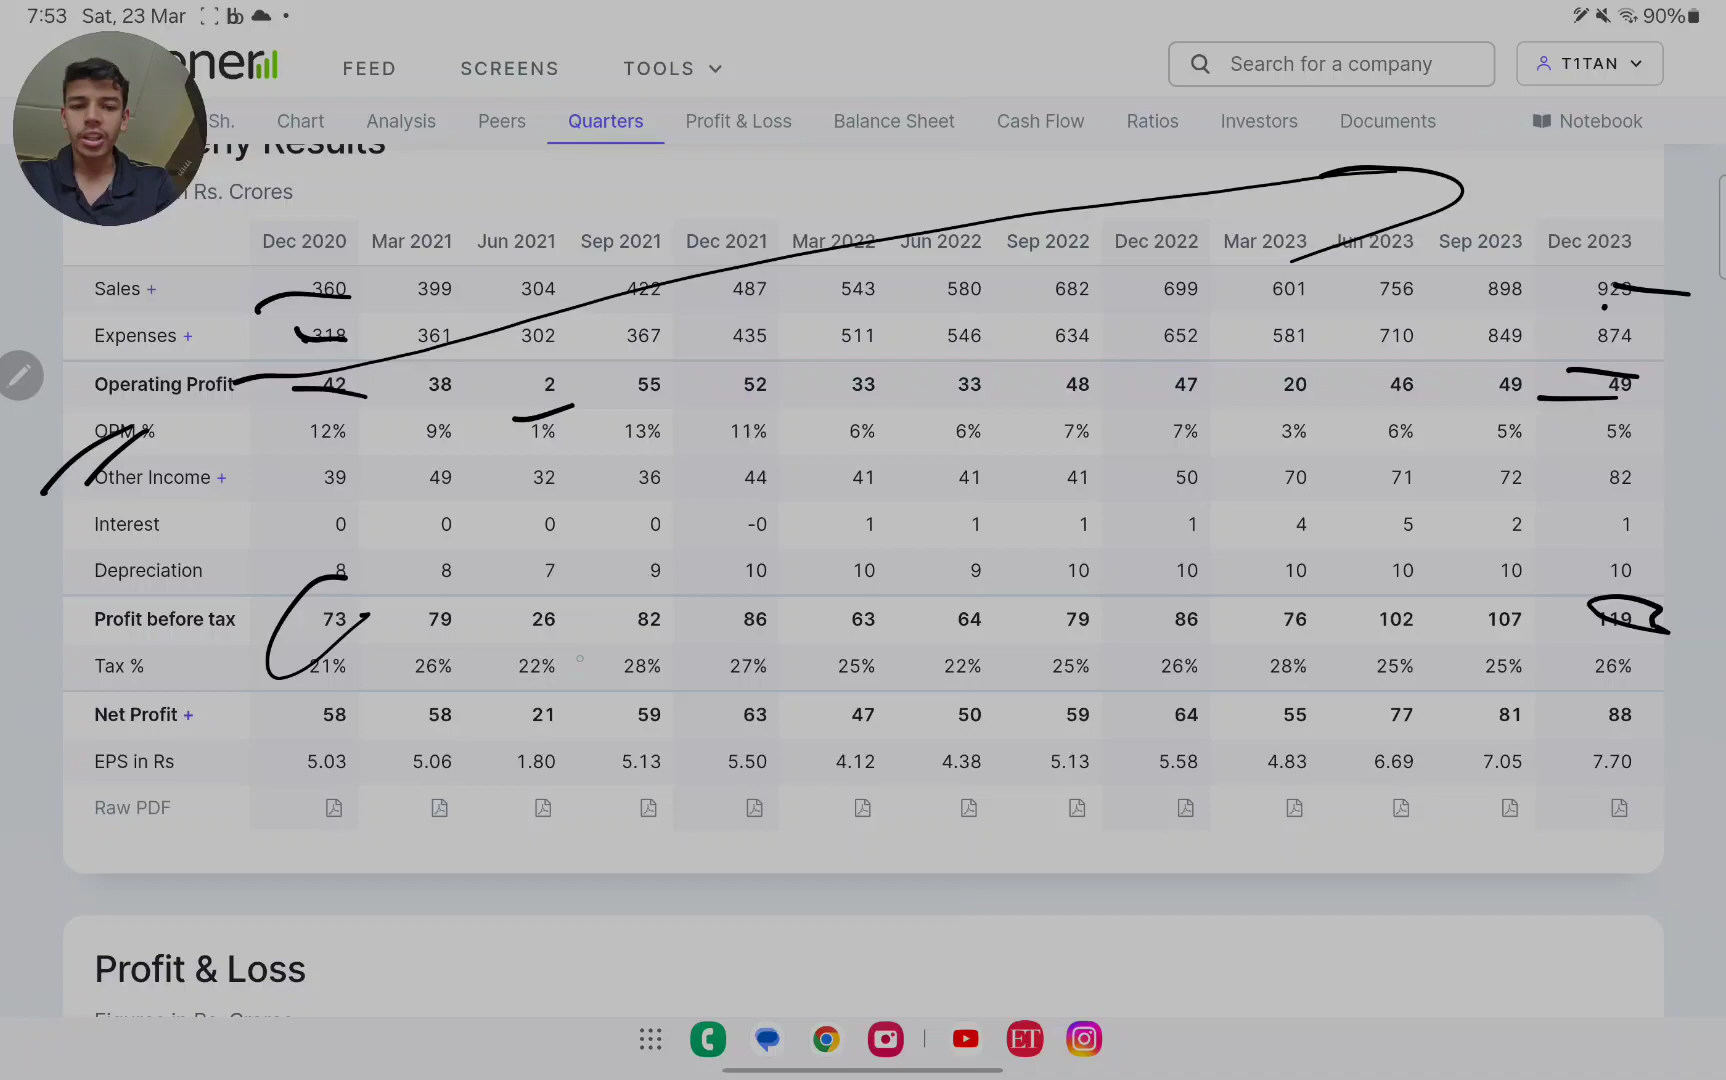 7:53 Sat, 23 Mar 90%
FEED SCREENS TOOLS Search for a company T1TAN
Sh. Chart Analysis Peers Quarters Profit & Loss Balance Sheet Cash Flow Ratios Investors Documents Notebook
Results
Rs. Crores
Dec 2020 Mar 2021 Jun 2021 Sep 2021 Dec 2021 Mar 2022 Jun 2022 Sep 2022 Dec 2022 Mar 2023 Jun 2023 Sep 2023 Dec 2023
Sales + 360 399 304 422 487 543 580 682 699 601 756 898 923
Expenses + 318 361 302 367 435 511 546 634 652 581 710 849 874
Operating Profit 42 38 2 55 52 33 33 48 47 20 46 49 49
OPM % 12% 9% 1% 13% 11% 6% 6% 7% 7% 3% 6% 5% 5%
Other Income + 39 49 32 36 44 41 41 41 50 70 71 72 82
Interest 0 0 0 0 -0 1 1 1 1 4 5 2 1
Depreciation 8 8 7 9 10 10 9 10 10 10 10 10 10
Profit before tax 73 79 26 82 86 63 64 79 86 76 102 107 119
Tax % 21% 26% 22% 28% 27% 25% 22% 25% 26% 28% 25% 25% 26%
Net Profit + 58 58 21 59 63 47 50 59 64 55 77 81 88
EPS in Rs 5.03 5.06 1.80 5.13 5.50 4.12 4.38 5.13 5.58 4.83 6.69 7.05 7.70
Raw PDF
Profit & Loss
ET